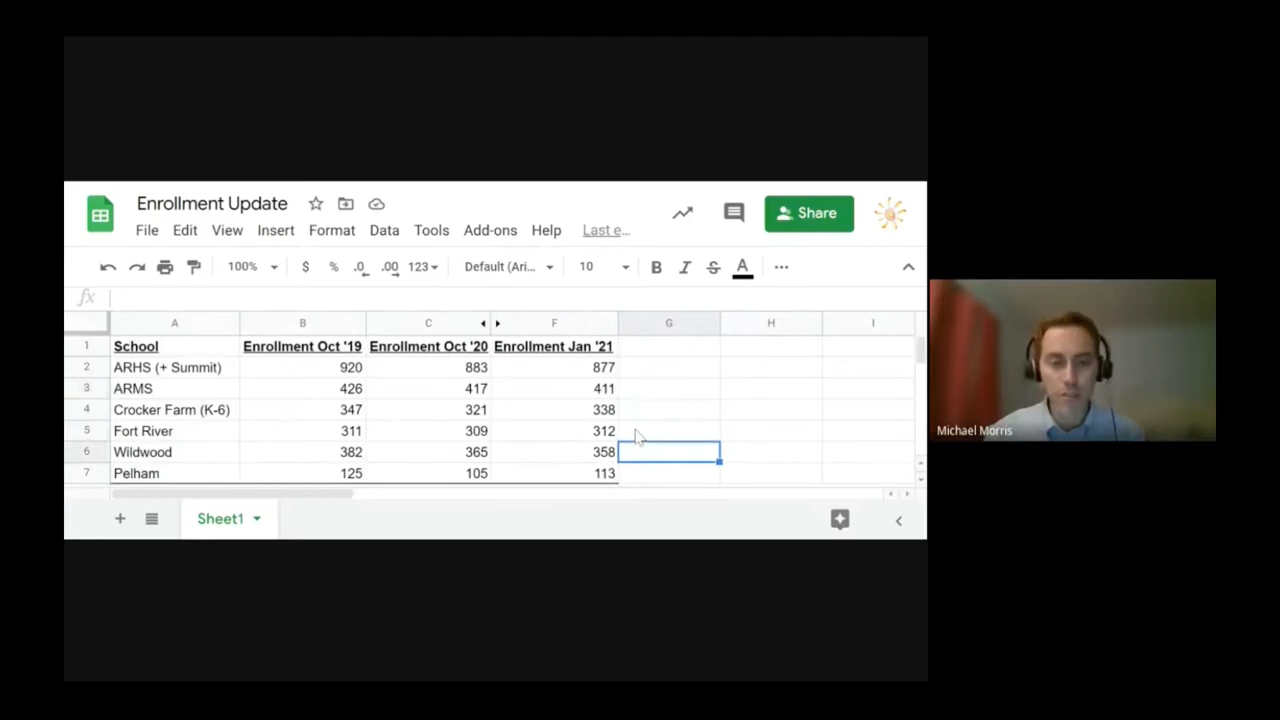 Enrollment Update
File Edit View Insert Format Data Tools Add-ons Help Last e...
Share
100% $ % .0 .00 123 Default (Ari... 10 B I S A ...
fx
A B C F G H I
1 School Enrollment Oct '19 Enrollment Oct '20 Enrollment Jan '21
2 ARHS (+ Summit) 920 883 877
3 ARMS 426 417 411
4 Crocker Farm (K-6) 347 321 338
5 Fort River 311 309 312
6 Wildwood 382 365 358
7 Pelham 125 105 113
Sheet1
Michael Morris